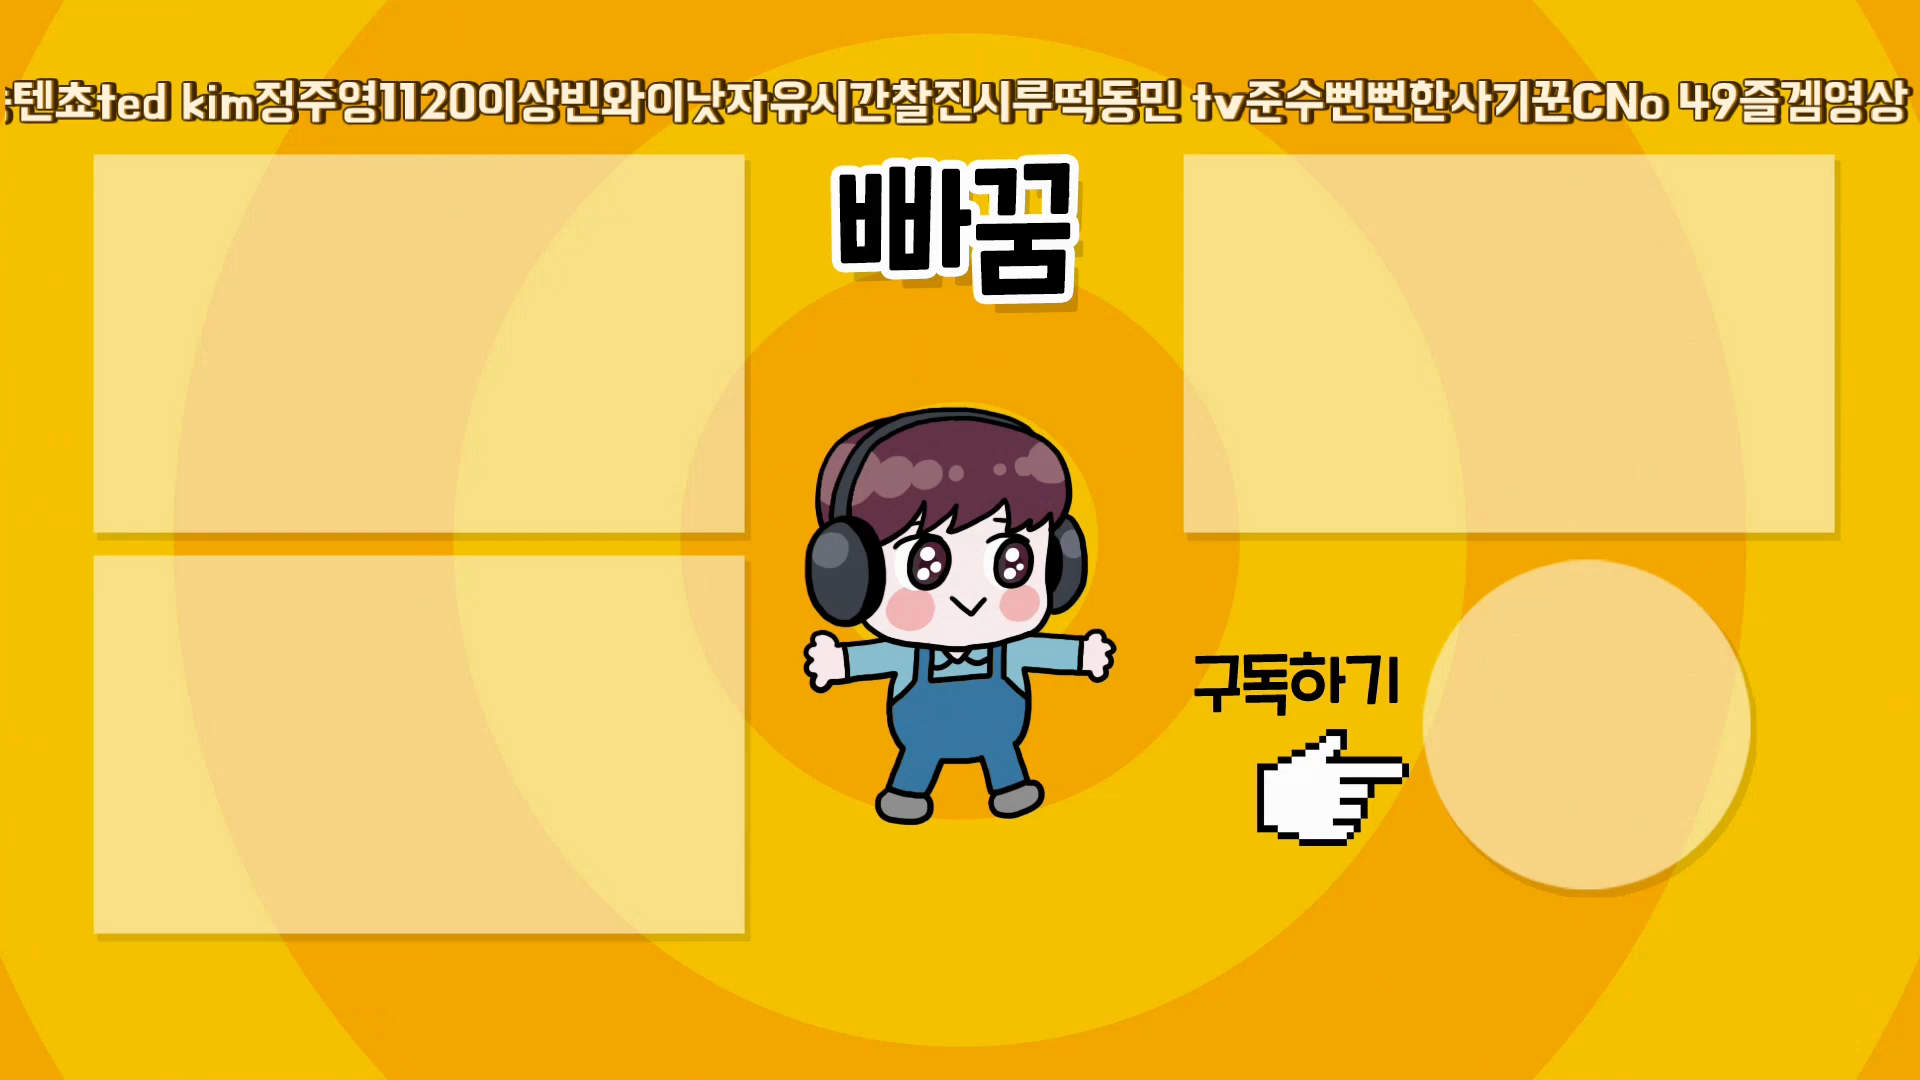 텐쵸ted kim정주영1120이상빈와이낫자유시간찰진시루떡동민 tv준수뻔뻔한사기꾼CNo 49즐겜영상
빠꿈
구독하기